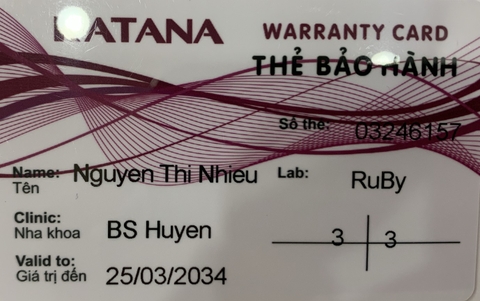 KATANA
WARRANTY CARD
THẺ BẢO HÀNH
Số thẻ: 03246157
Name: Nguyen Thi Nhieu
Tên
Lab: RuBy
Clinic: BS Huyen
Nha khoa
3 3
Valid to: 25/03/2034
Giá trị đến